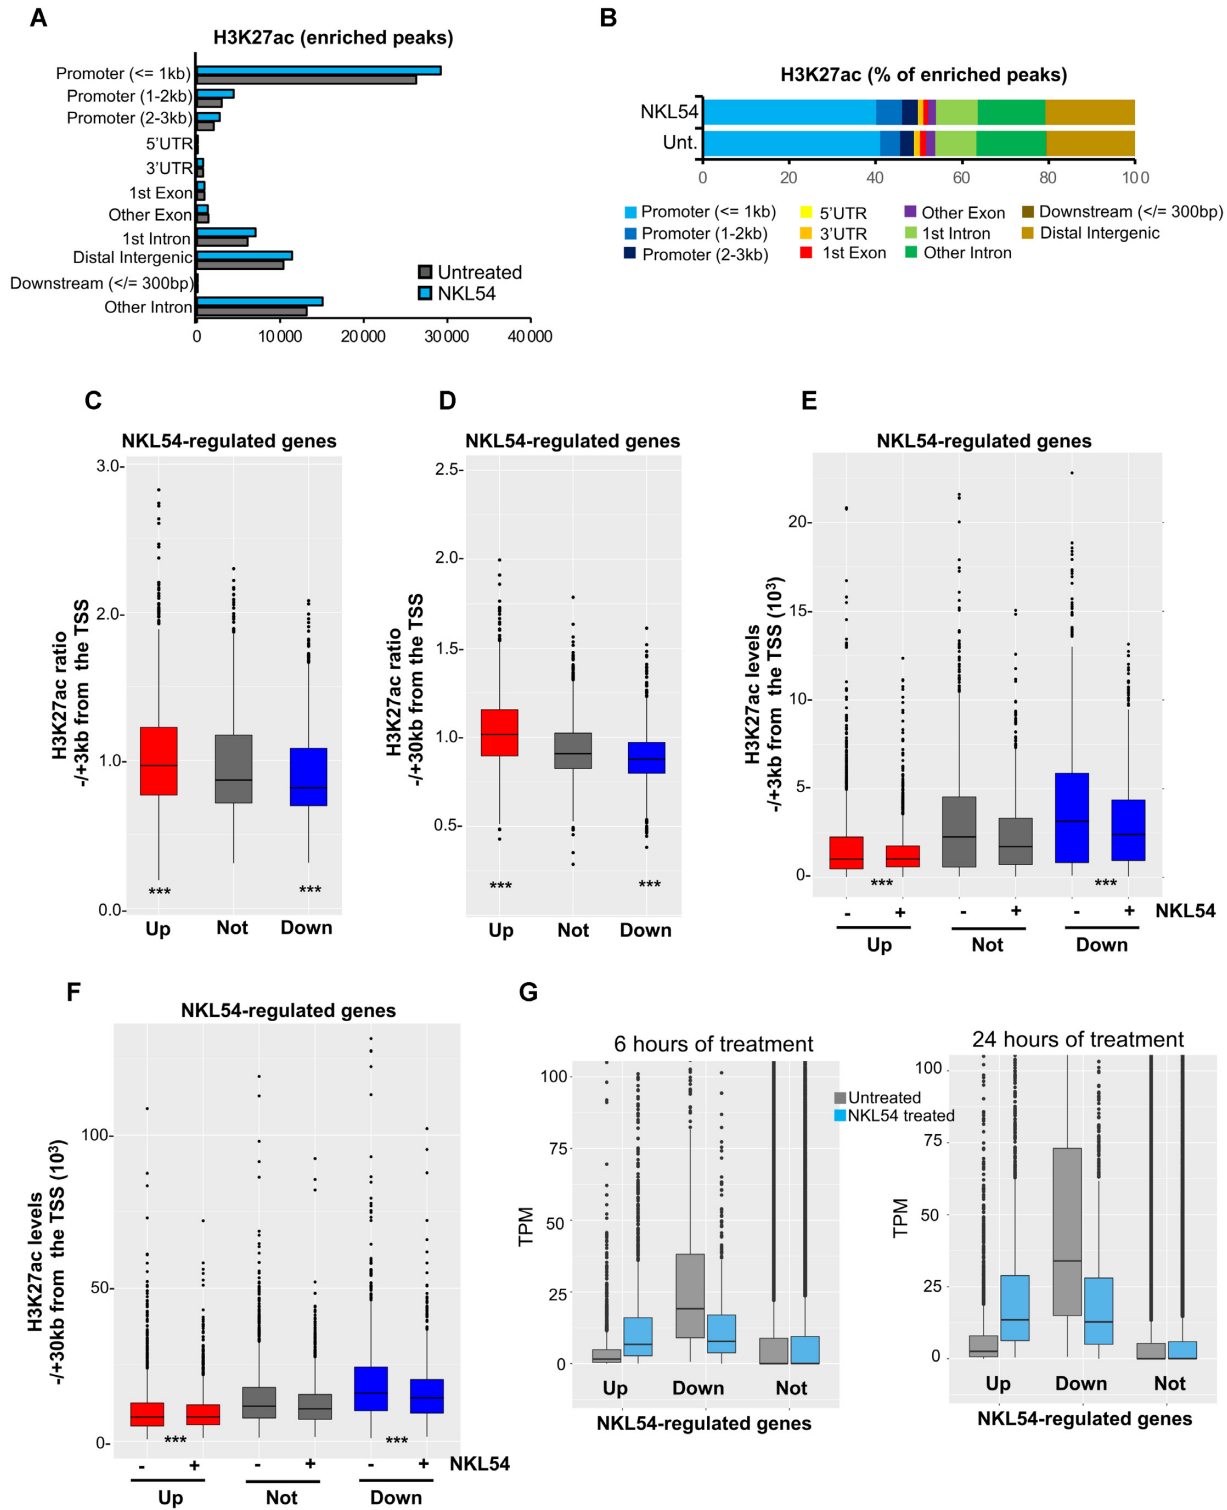 A
H3K27ac (enriched peaks)
Promoter (<= 1kb)
Promoter (1-2kb)
Promoter (2-3kb)
5'UTR
3'UTR
1st Exon
Other Exon
1st Intron
Distal Intergenic
Downstream (</= 300bp)
Other Intron
Untreated
NKL54
0 10 000 20 000 30 000 40 000
B
H3K27ac (% of enriched peaks)
NKL54
Unt.
0 20 40 60 80 100
Promoter (<= 1kb) 5'UTR Other Exon Downstream (</= 300bp)
Promoter (1-2kb) 3'UTR 1st Intron Distal Intergenic
Promoter (2-3kb) 1st Exon Other Intron
C
NKL54-regulated genes
H3K27ac ratio
-/+3kb from the TSS
3.0-
2.0-
1.0-
0.0-
*** ***
Up Not Down
D
NKL54-regulated genes
H3K27ac ratio
-/+30kb from the TSS
2.5-
2.0-
1.5-
1.0-
0.5-
*** ***
Up Not Down
E
NKL54-regulated genes
H3K27ac levels
-/+3kb from the TSS (10³)
20-
15-
10-
5-
0-
*** ***
- + - + - + NKL54
Up Not Down
F
NKL54-regulated genes
H3K27ac levels
-/+30kb from the TSS (10³)
100-
50-
0-
*** ***
- + - + - + NKL54
Up Not Down
G
6 hours of treatment
TPM
100
75
50
25
0
Up Down Not
NKL54-regulated genes
Untreated
NKL54 treated
24 hours of treatment
TPM
100
75
50
25
0
Up Down Not
NKL54-regulated genes